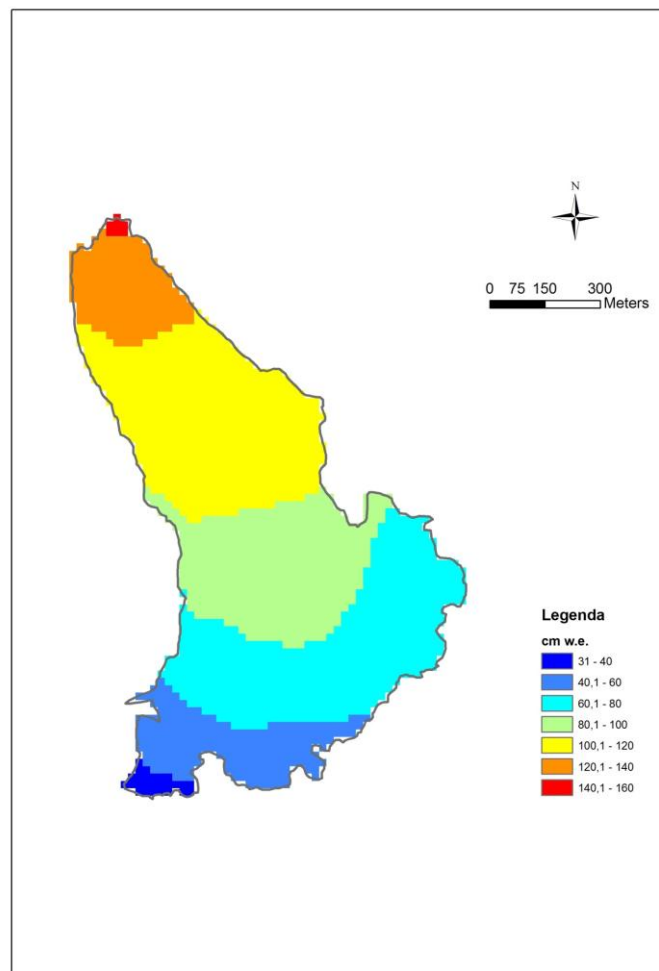 N
0 75 150 300
Meters
Legenda
cm w.e.
31 - 40
40,1 - 60
60,1 - 80
80,1 - 100
100,1 - 120
120,1 - 140
140,1 - 160